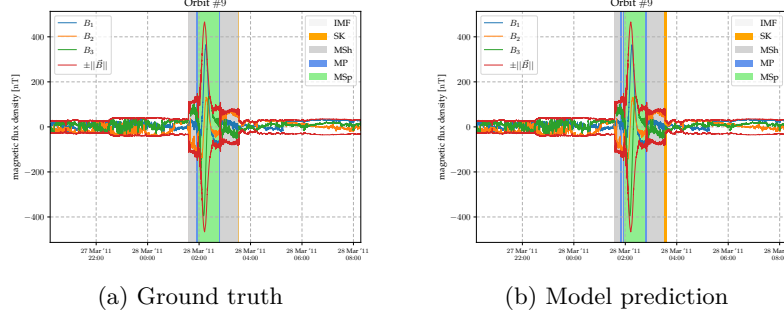 Orbit #9
400
200
0
−200
−400
magnetic flux density [nT]
B1
B2
B3
±||B⃗||
IMF
SK
MSh
MP
MSp
27 Mar '11 22:00
28 Mar '11 00:00
28 Mar '11 02:00
28 Mar '11 04:00
28 Mar '11 06:00
28 Mar '11 08:00
(a) Ground truth
Orbit #9
400
200
0
−200
−400
magnetic flux density [nT]
B1
B2
B3
±||B⃗||
IMF
SK
MSh
MP
MSp
27 Mar '11 22:00
28 Mar '11 00:00
28 Mar '11 02:00
28 Mar '11 04:00
28 Mar '11 06:00
28 Mar '11 08:00
(b) Model prediction